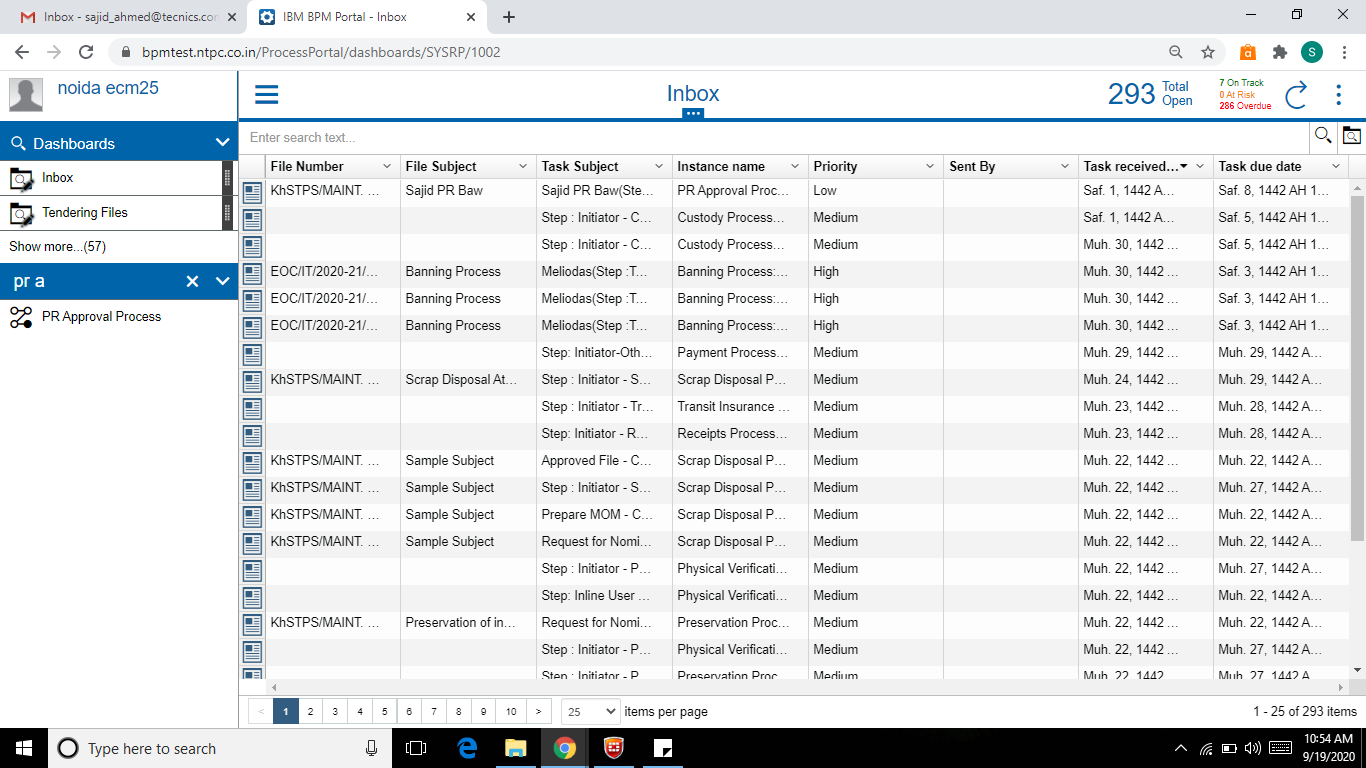 Inbox - sajid_ahmed@tecnics.con
IBM BPM Portal - Inbox
bpmtest.ntpc.co.in/ProcessPortal/dashboards/SYSRP/1002
S
noida ecm25
Inbox
293 Total Open
7 On Track
0 At Risk
286 Overdue
Dashboards
Inbox
Tendering Files
Show more...(57)
pr a
PR Approval Process
Enter search text...
File Number File Subject Task Subject Instance name Priority Sent By Task received... Task due date
KhSTPS/MAINT. ... Sajid PR Baw Sajid PR Baw(Ste... PR Approval Proc... Low Saf. 1, 1442 A... Saf. 8, 1442 AH 1...
Step : Initiator - C... Custody Process... Medium Saf. 1, 1442 A... Saf. 5, 1442 AH 1...
Step : Initiator - C... Custody Process... Medium Muh. 30, 1442 ... Saf. 5, 1442 AH 1...
EOC/IT/2020-21/... Banning Process Meliodas(Step :T... Banning Process:... High Muh. 30, 1442 ... Saf. 3, 1442 AH 1...
EOC/IT/2020-21/... Banning Process Meliodas(Step :T... Banning Process:... High Muh. 30, 1442 ... Saf. 3, 1442 AH 1...
EOC/IT/2020-21/... Banning Process Meliodas(Step :T... Banning Process:... High Muh. 30, 1442 ... Saf. 3, 1442 AH 1...
Step: Initiator-Oth... Payment Process... Medium Muh. 29, 1442 ... Muh. 29, 1442 A...
KhSTPS/MAINT. ... Scrap Disposal At... Step : Initiator - S... Scrap Disposal P... Medium Muh. 24, 1442 ... Muh. 29, 1442 A...
Step : Initiator - Tr... Transit Insurance ... Medium Muh. 23, 1442 ... Muh. 28, 1442 A...
Step: Initiator - R... Receipts Process... Medium Muh. 23, 1442 ... Muh. 28, 1442 A...
KhSTPS/MAINT. ... Sample Subject Approved File - C... Scrap Disposal P... Medium Muh. 22, 1442 ... Muh. 22, 1442 A...
KhSTPS/MAINT. ... Sample Subject Step : Initiator - S... Scrap Disposal P... Medium Muh. 22, 1442 ... Muh. 27, 1442 A...
KhSTPS/MAINT. ... Sample Subject Prepare MOM - C... Scrap Disposal P... Medium Muh. 22, 1442 ... Muh. 22, 1442 A...
KhSTPS/MAINT. ... Sample Subject Request for Nomi... Scrap Disposal P... Medium Muh. 22, 1442 ... Muh. 22, 1442 A...
Step : Initiator - P... Physical Verificati... Medium Muh. 22, 1442 ... Muh. 27, 1442 A...
Step: Inline User ... Physical Verificati... Medium Muh. 22, 1442 ... Muh. 27, 1442 A...
KhSTPS/MAINT. ... Preservation of in... Request for Nomi... Preservation Proc... Medium Muh. 22, 1442 ... Muh. 22, 1442 A...
Step : Initiator - P... Physical Verificati... Medium Muh. 22, 1442 ... Muh. 27, 1442 A...
Step : Initiator - P... Preservation Proc... Medium Muh. 22, 1442 ... Muh. 27, 1442 A...
< 1 2 3 4 5 6 7 8 9 10 > 25 items per page 1 - 25 of 293 items
Type here to search
10:54 AM
9/19/2020